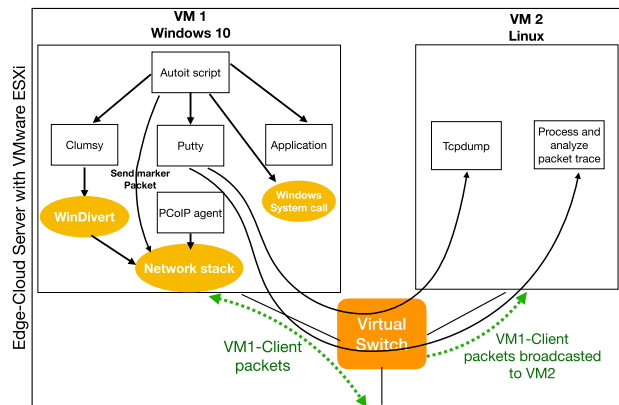 VM 1
Windows 10
VM 2
Linux
Edge-Cloud Server with VMware ESXi
Autoit script
Clumsy
Putty
Application
Tcpdump
Process and
analyze
packet trace
Send marker
Packet
WinDivert
PCoIP agent
Windows
System call
Network stack
Virtual
Switch
VM1-Client
packets
VM1-Client
packets broadcasted
to VM2